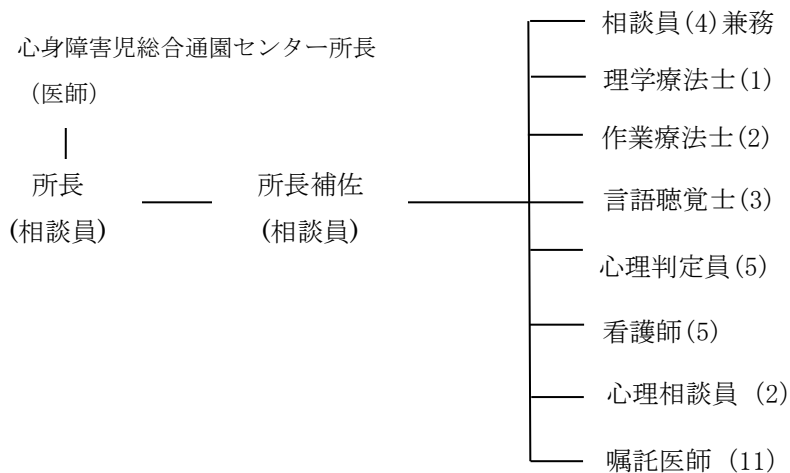 心身障害児総合通園センター所長
（医師）
所長
(相談員)
所長補佐
(相談員)
相談員(4)兼務
理学療法士(1)
作業療法士(2)
言語聴覚士(3)
心理判定員(5)
看護師(5)
心理相談員 (2)
嘱託医師 (11)